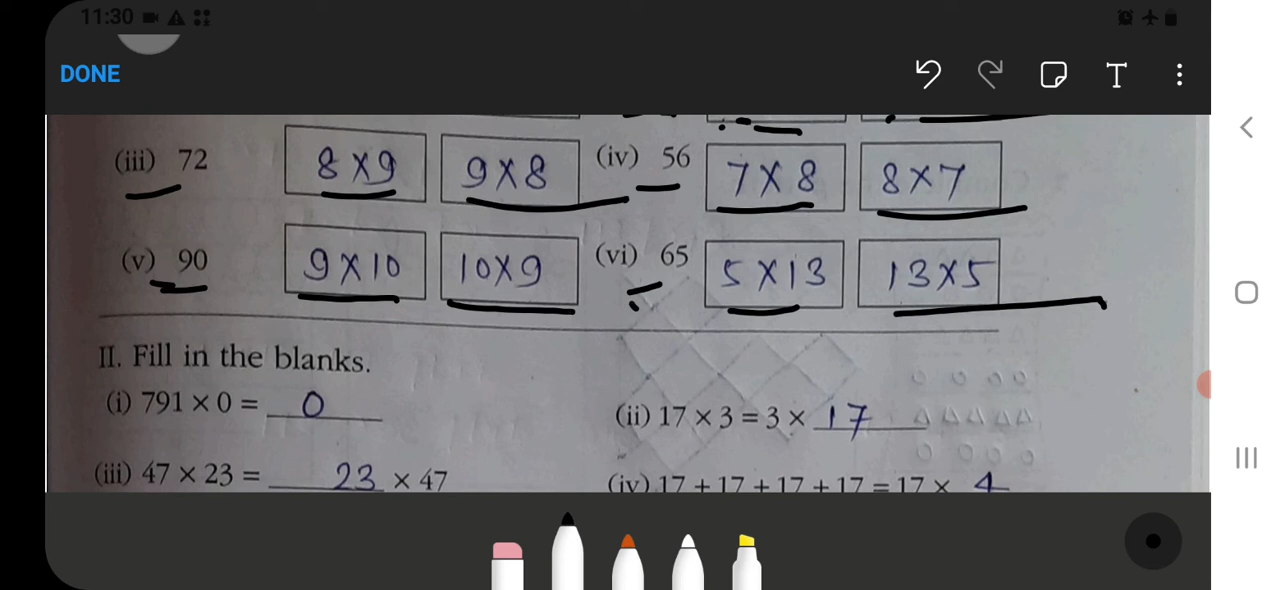 11:30
DONE T
(iii) 72 8 × 9 9 × 8 (iv) 56 7 × 8 8 × 7
(v) 90 9 × 10 10 × 9 (vi) 65 5 × 13 13 × 5
II. Fill in the blanks.
(i) 791 × 0 = 0 (ii) 17 × 3 = 3 × 17
(iii) 47 × 23 = 23 × 47 (iv) 17 + 17 + 17 + 17 = 17 × 4